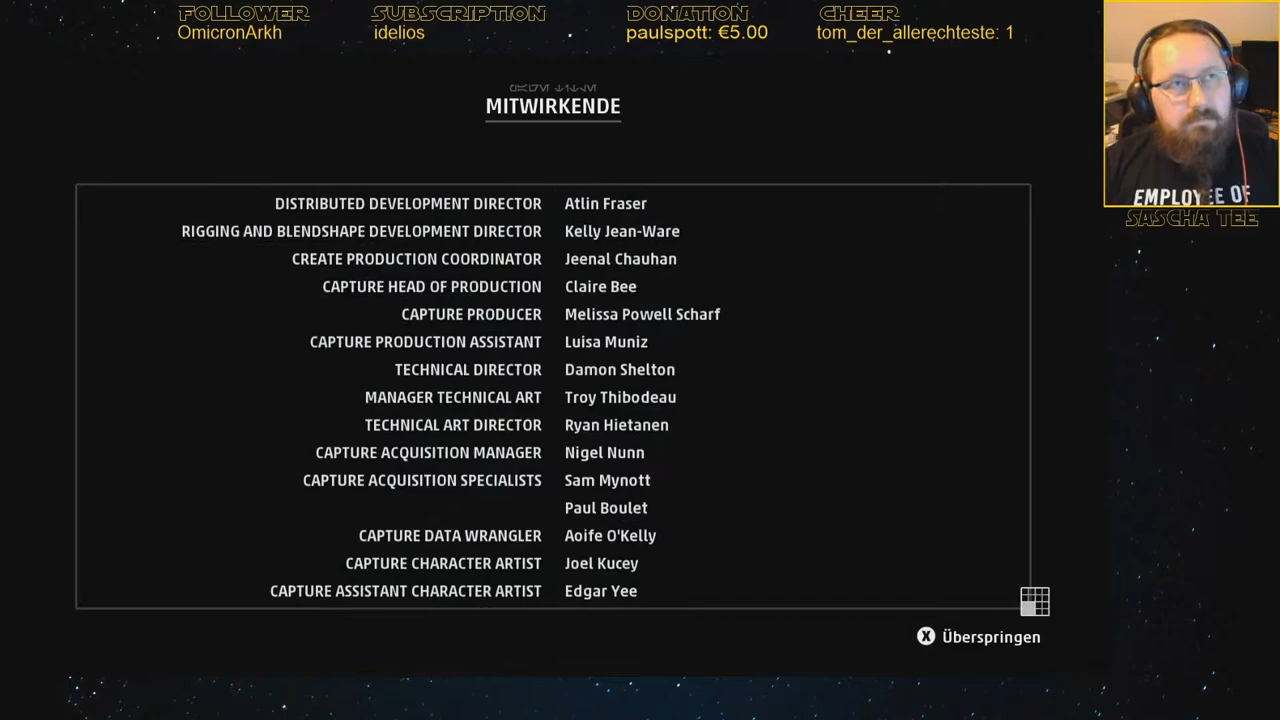 FOLLOWER SUBSCRIPTION DONATION CHEER
OmicronArkh idelios paulspott: €5.00 tom_der_allerechteste: 1
MITWIRKENDE
DISTRIBUTED DEVELOPMENT DIRECTOR Atlin Fraser
RIGGING AND BLENDSHAPE DEVELOPMENT DIRECTOR Kelly Jean-Ware
CREATE PRODUCTION COORDINATOR Jeenal Chauhan
CAPTURE HEAD OF PRODUCTION Claire Bee
CAPTURE PRODUCER Melissa Powell Scharf
CAPTURE PRODUCTION ASSISTANT Luisa Muniz
TECHNICAL DIRECTOR Damon Shelton
MANAGER TECHNICAL ART Troy Thibodeau
TECHNICAL ART DIRECTOR Ryan Hietanen
CAPTURE ACQUISITION MANAGER Nigel Nunn
CAPTURE ACQUISITION SPECIALISTS Sam Mynott
Paul Boulet
CAPTURE DATA WRANGLER Aoife O'Kelly
CAPTURE CHARACTER ARTIST Joel Kucey
CAPTURE ASSISTANT CHARACTER ARTIST Edgar Yee
X Überspringen
EMPLOYEE OF
SASCHA TEE